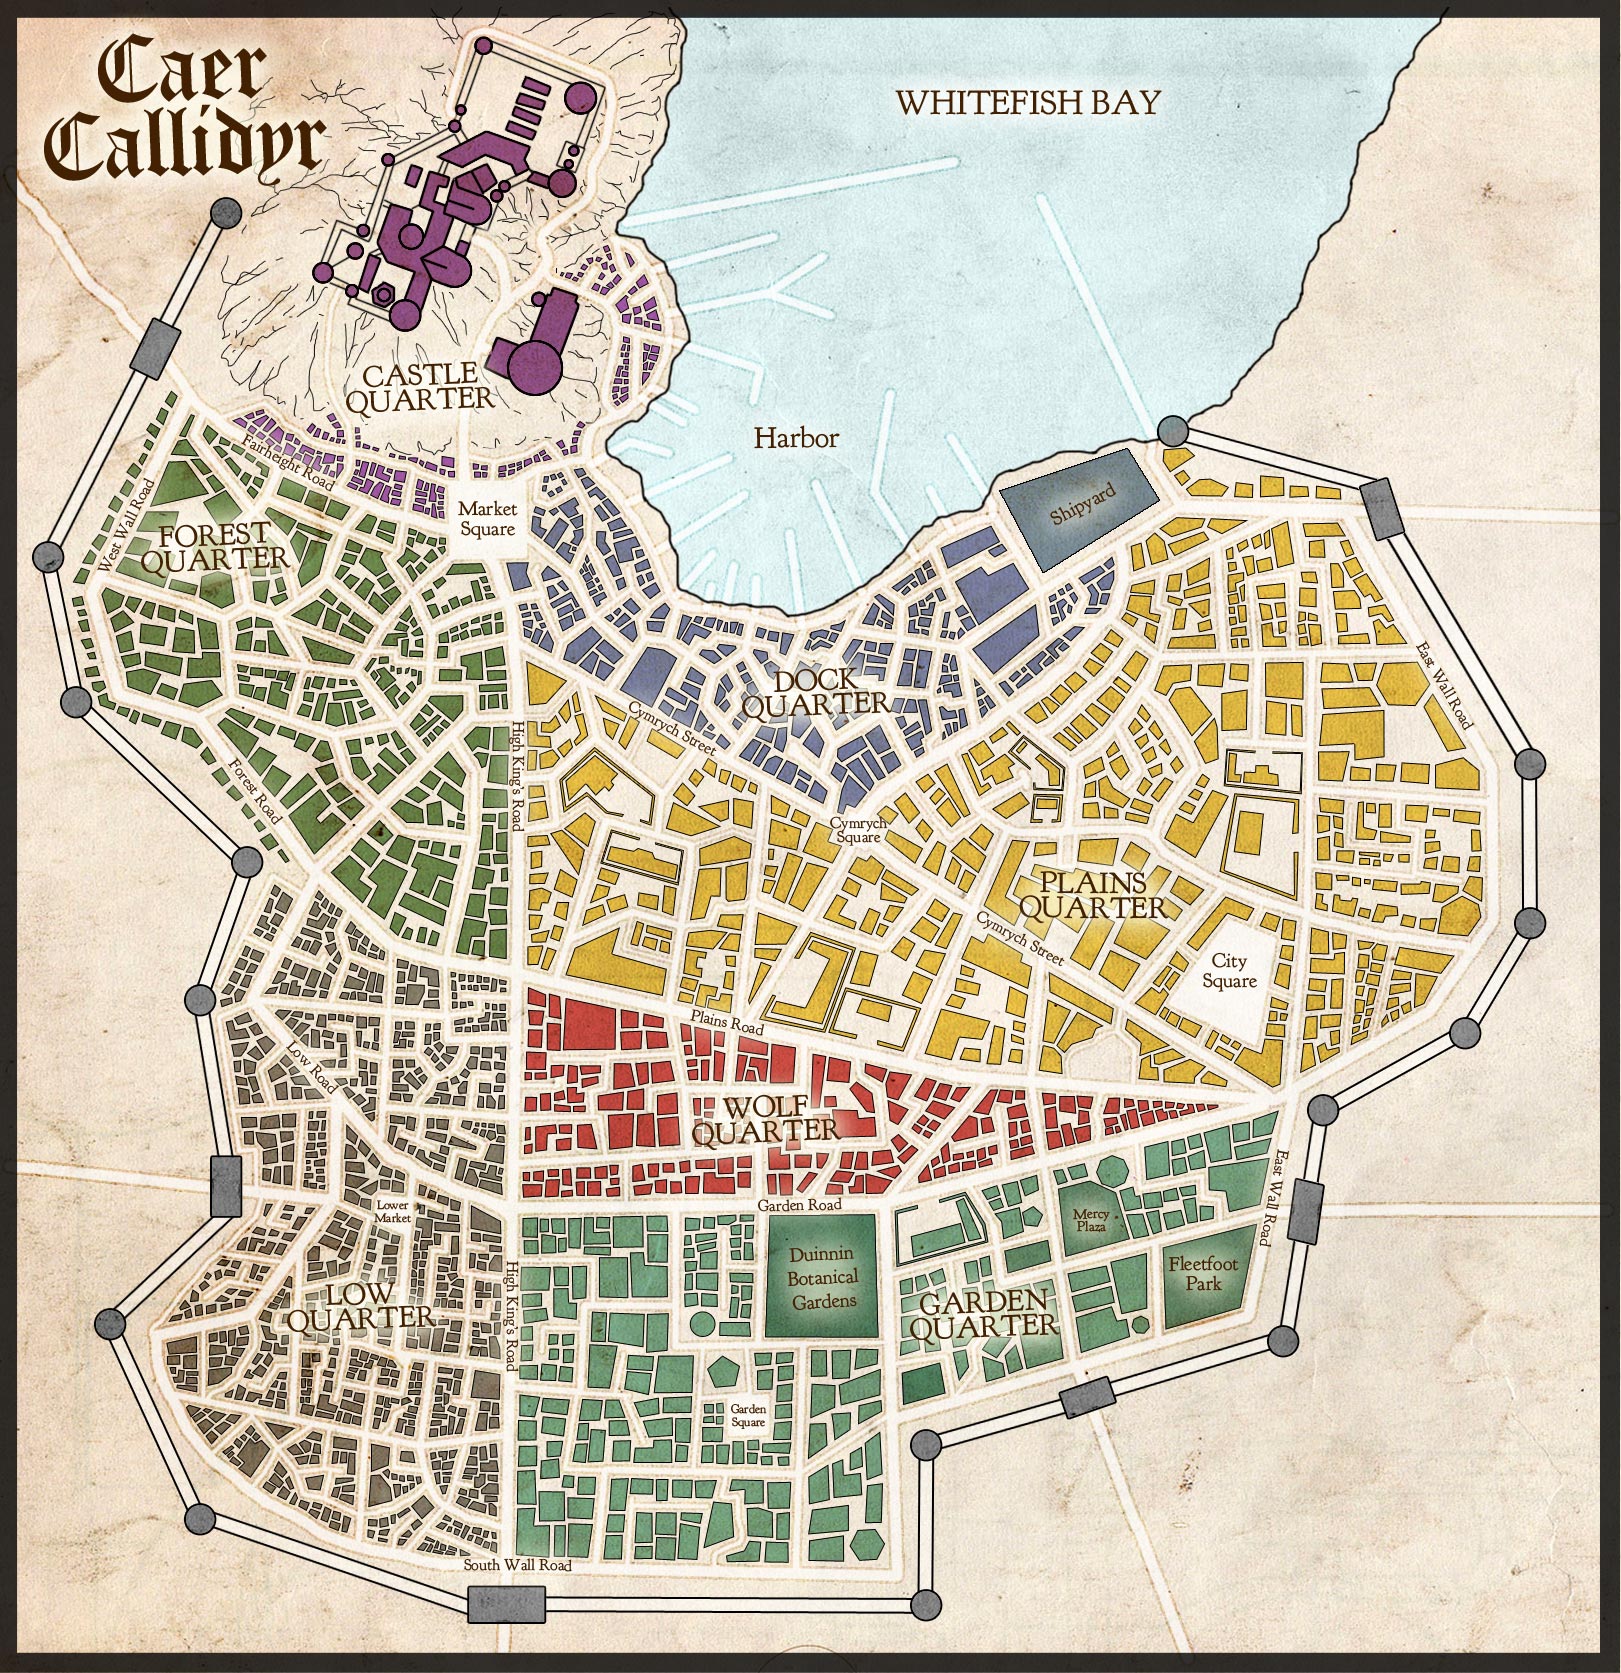 Caer
Callidyr
WHITEFISH BAY
CASTLE
QUARTER
Harbor
Fairheight Road
Market
Square
Shipyard
West Wall Road
FOREST
QUARTER
East Wall Road
DOCK
QUARTER
Cymrych Street
High King's Road
Forest Road
Cymrych
Square
PLAINS
QUARTER
Cymrych Street
City
Square
Plains Road
Low Road
WOLF
QUARTER
East Wall Road
Garden Road
Lower
Market
Mercy
Plaza
Duinnin
Botanical
Gardens
Fleetfoot
Park
High King's Road
LOW
QUARTER
GARDEN
QUARTER
Garden
Square
South Wall Road